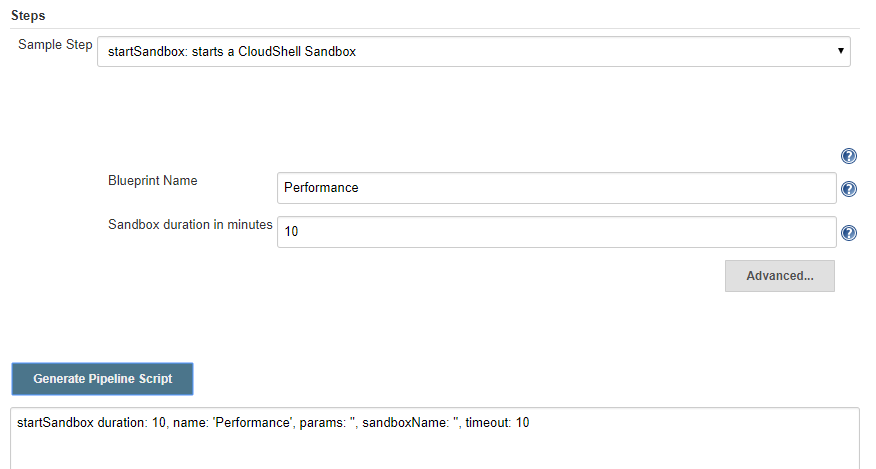 Steps
Sample Step
startSandbox: starts a CloudShell Sandbox
Blueprint Name
Performance
Sandbox duration in minutes
10
Advanced...
Generate Pipeline Script
startSandbox duration: 10, name: 'Performance', params: '', sandboxName: '', timeout: 10